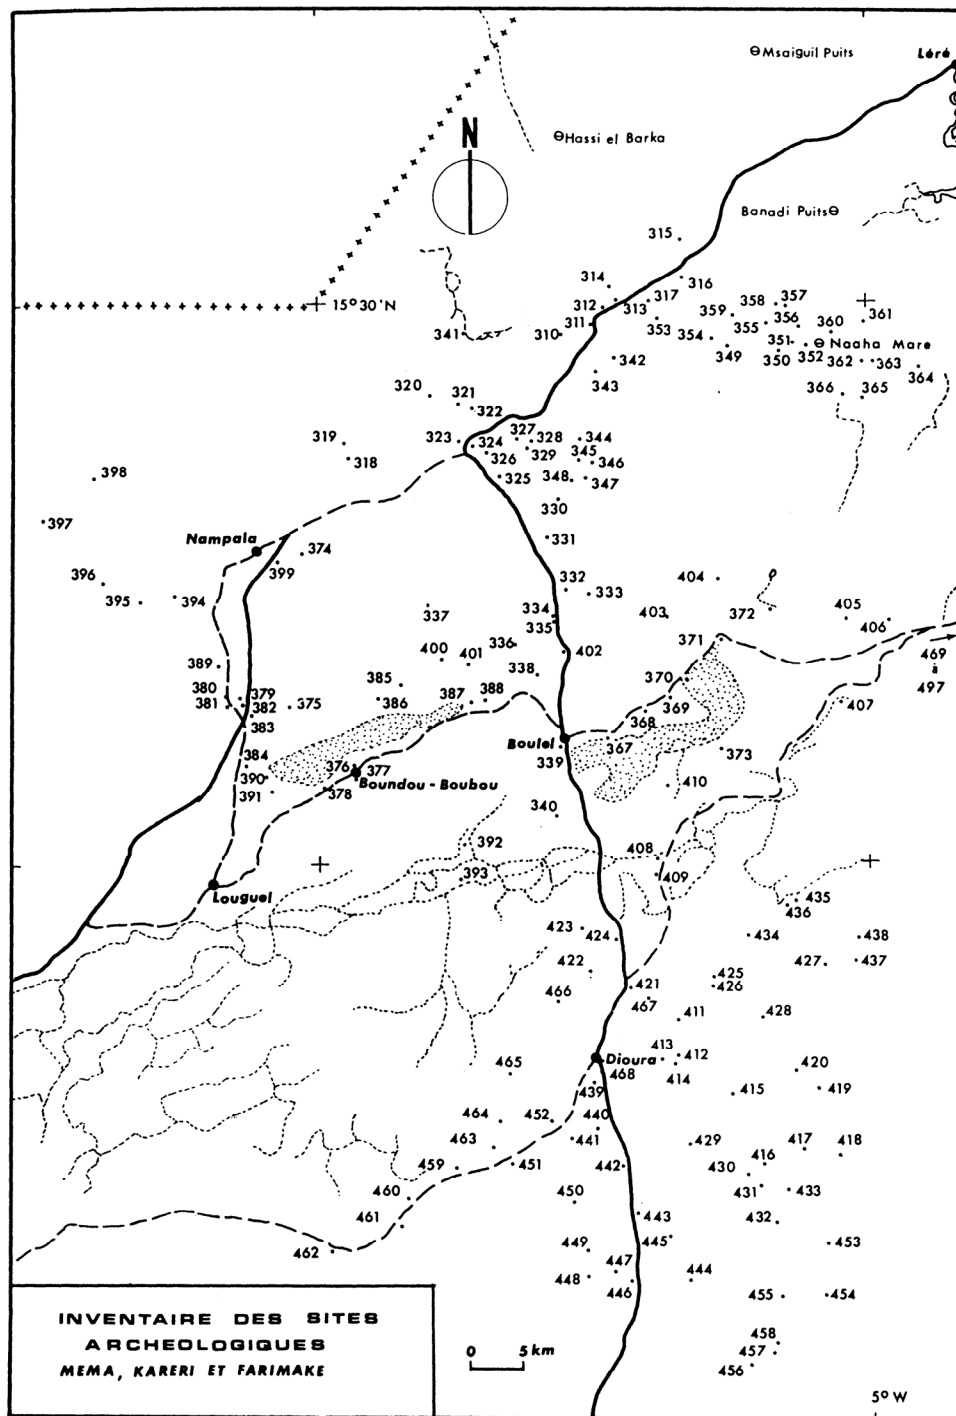 Msaiguil Puits
Léré
N
Hassi el Barka
Banadi Puits
315
314 316
15° 30' N
312 313 317 358 357
311 359 356 361
341 310 353 354 355 360
351 Naaha Mare
342 349 350 352 362 363
343 364
320 321 366 365
322
319 323 324 327 328 344
318 326 329 345 346
398 325 348 347
330
397
Nampala 331
374
399
396 332 404
395 394 333
337 334 403 372 405
335 406
336 371
389 400 401 402 469
338 à
380 385 370 497
379
381 382 375 386 387 388 369 407
383 368
Boulel 367
384 376 377 339 373
390 Boundou-Boubou 410
391 378
340
392 408
393 409
Louguel
435
436
423 424 434 438
422 427 437
425
421 426
466 467
411 428
413
Dioura 412
465 468 414 420
439 415 419
464 452 440
463 441 429 417 418
459 451 442 416
430
460 450 431 433
461 443 432
462 449 445 453
447
448 446 444
455 454
INVENTAIRE DES SITES
ARCHEOLOGIQUES
MEMA, KARERI ET FARIMAKE
0 5 km
458
457
456
5° W